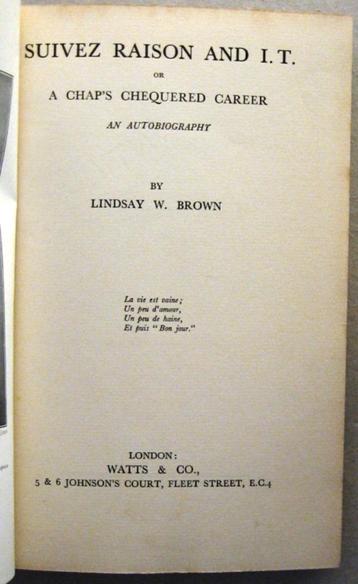 SUIVEZ RAISON AND I.T.
OR
A CHAP'S CHEQUERED CAREER
AN AUTOBIOGRAPHY
BY
LINDSAY W. BROWN
La vie est vaine;
Un peu d'amour,
Un peu de haine,
Et puis "Bon jour."
LONDON:
WATTS & CO.,
5 & 6 JOHNSON'S COURT, FLEET STREET, E.C.4